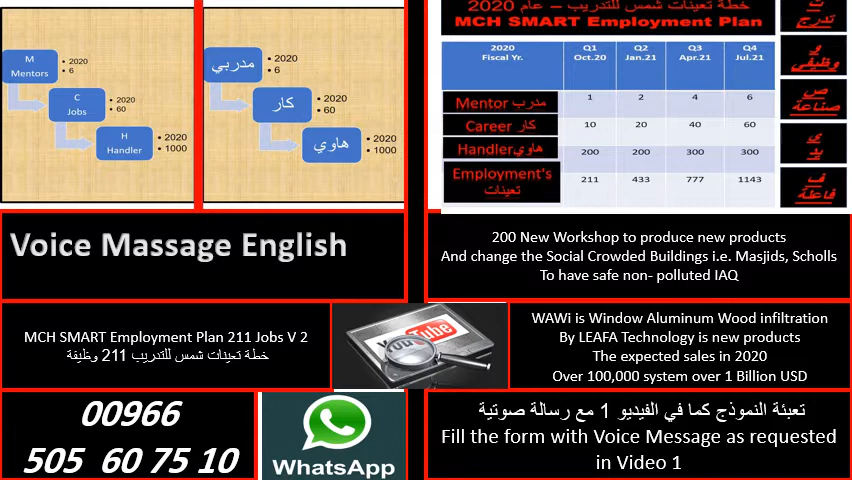 M
Mentors
• 2020
• 6
C
Jobs
• 2020
• 60
H
Handler
• 2020
• 1000
مدربي
• 2020
• 6
كار
• 2020
• 60
هاوي
• 2020
• 1000
خطة تعينات شمس للتدريب – عام 2020
MCH SMART Employment Plan
2020 Fiscal Yr. Q1 Oct.20 Q2 Jan.21 Q3 Apr.21 Q4 Jul.21
Mentor مدرب 1 2 4 6
Career كار 10 20 40 60
Handler هاوي 200 200 300 300
Employment's تعينات 211 433 777 1143
ت
تدرج
و
وظيفي
ص
صناعة
ي
يد
ف
فاعلة
Voice Massage English
200 New Workshop to produce new products
And change the Social Crowded Buildings i.e. Masjids, Scholls
To have safe non- polluted IAQ
MCH SMART Employment Plan 211 Jobs V 2
خطة تعينات شمس للتدريب 211 وظيفة
YouTube
WAWi is Window Aluminum Wood infiltration
By LEAFA Technology is new products
The expected sales in 2020
Over 100,000 system over 1 Billion USD
00966
505 60 75 10
WhatsApp
تعبئة النموذج كما في الفيديو 1 مع رسالة صوتية
Fill the form with Voice Message as requested
in Video 1